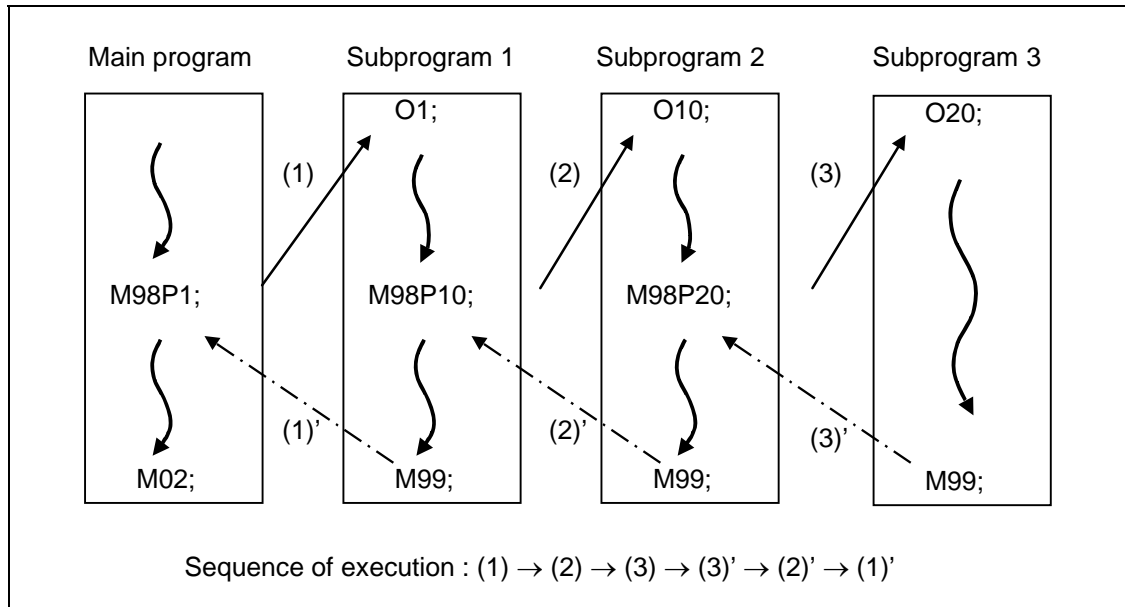 Main program
Subprogram 1
Subprogram 2
Subprogram 3
O1;
O10;
O20;
(1)
(2)
(3)
M98P1;
M98P10;
M98P20;
(1)’
(2)’
(3)’
M02;
M99;
M99;
M99;
Sequence of execution : (1) → (2) → (3) → (3)’ → (2)’ → (1)’